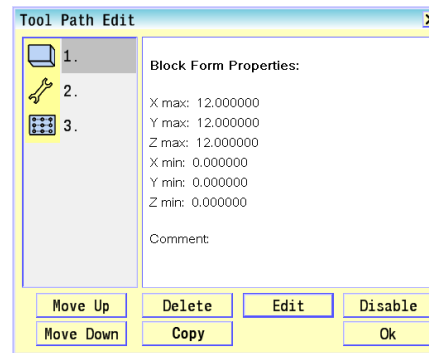 Tool Path Edit
1.
2.
3.
Block Form Properties:
X max: 12.000000
Y max: 12.000000
Z max: 12.000000
X min: 0.000000
Y min: 0.000000
Z min: 0.000000
Comment:
Move Up Delete Edit Disable
Move Down Copy Ok